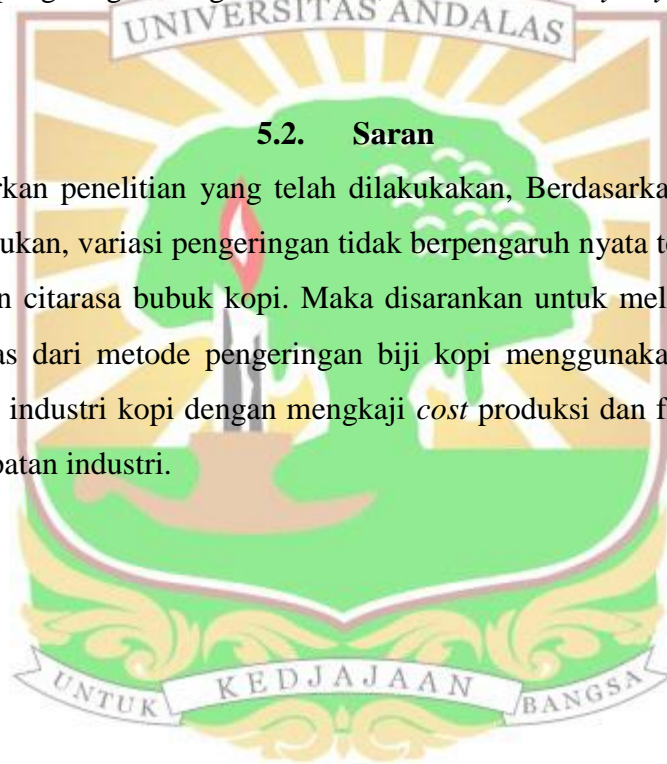 UNIVERSITAS ANDALAS
5.2. Saran
rkan penelitian yang telah dilakukakan, Berdasarka
ukan, variasi pengeringan tidak berpengaruh nyata t
n citarasa bubuk kopi. Maka disarankan untuk mel
as dari metode pengeringan biji kopi menggunaka
industri kopi dengan mengkaji cost produksi dan f
patan industri.
UNTUK KEDJAJAAN BANGSA